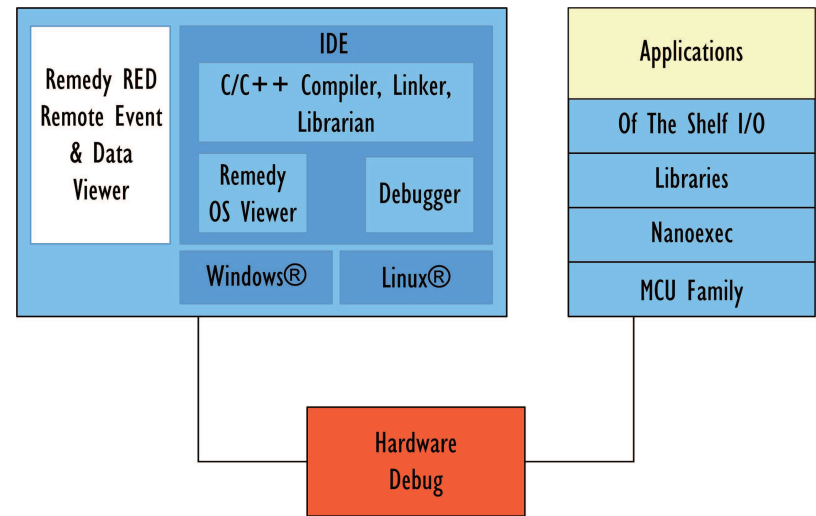 Remedy RED
Remote Event
& Data
Viewer
IDE
C/C++ Compiler, Linker,
Librarian
Remedy
OS Viewer
Debugger
Windows®
Linux®
Applications
Of The Shelf I/O
Libraries
Nanoexec
MCU Family
Hardware
Debug